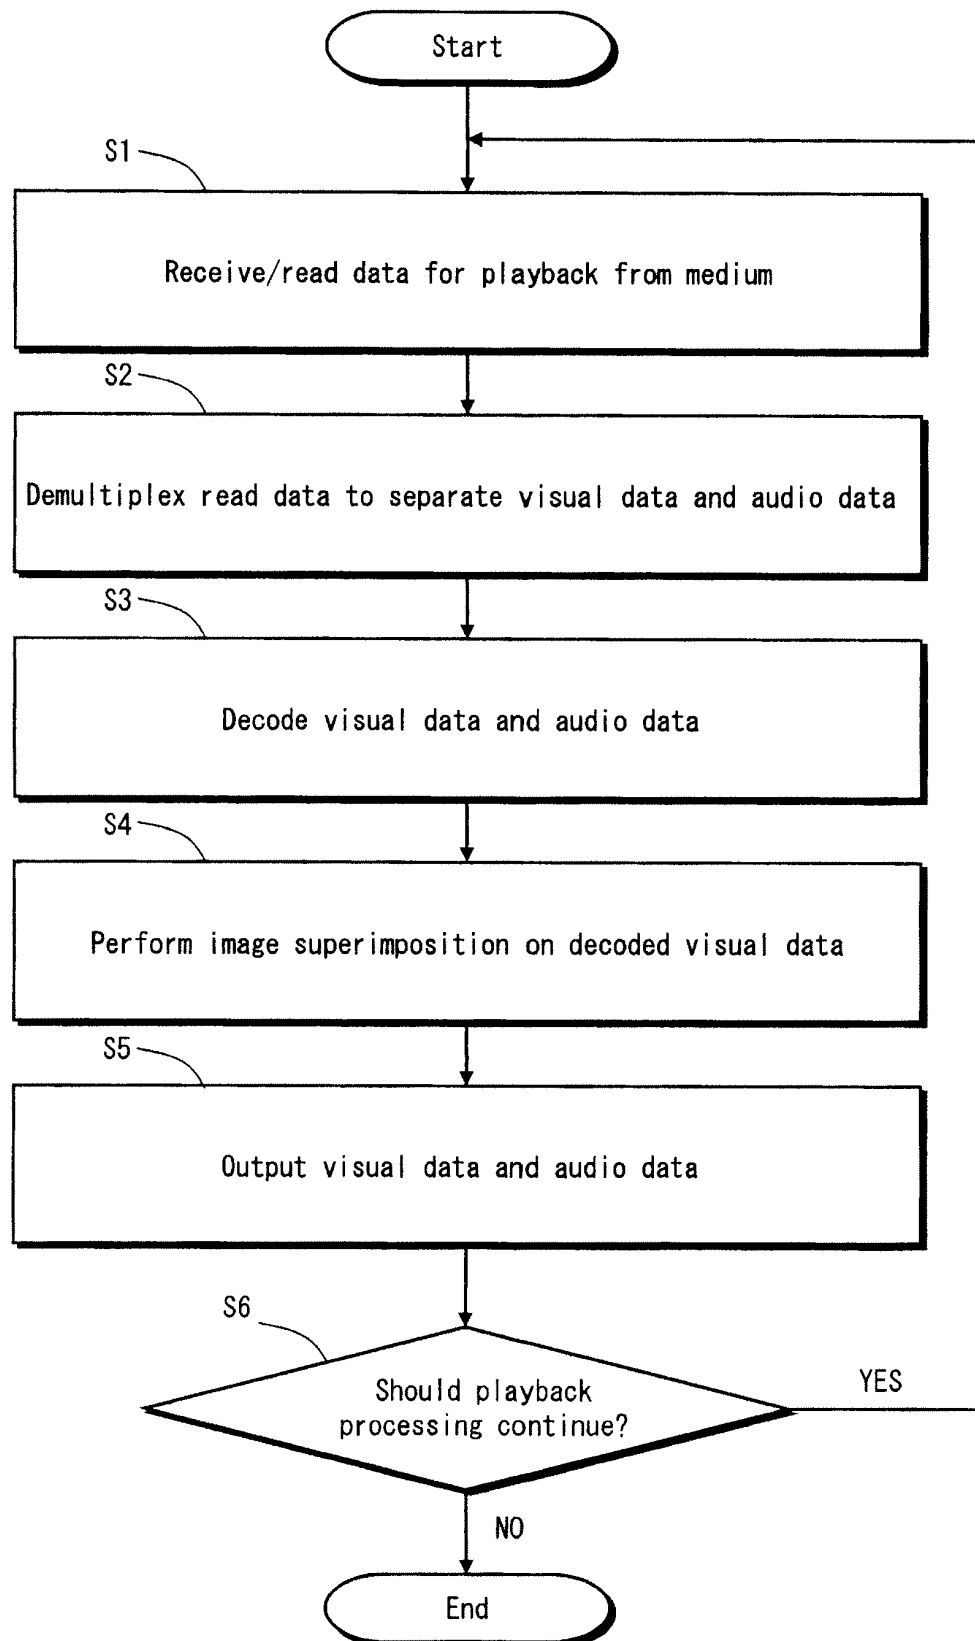 Start
S1
Receive/read data for playback from medium
S2
Demultiplex read data to separate visual data and audio data
S3
Decode visual data and audio data
S4
Perform image superimposition on decoded visual data
S5
Output visual data and audio data
S6
Should playback
processing continue?
YES
NO
End